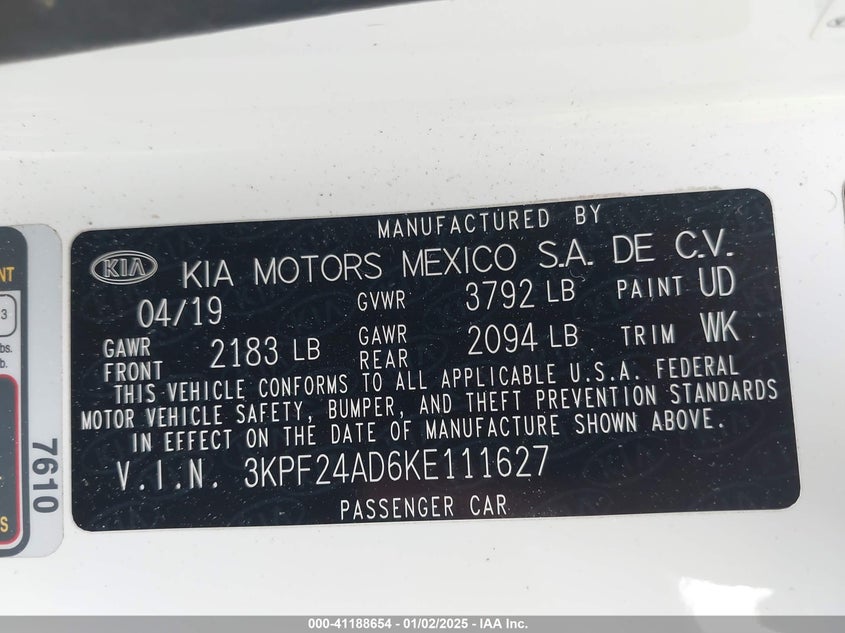 MANUFACTURED BY
KIA KIA MOTORS MEXICO S.A. DE C.V.
04/19 GVWR 3792 LB PAINT UD
GAWR FRONT 2183 LB GAWR REAR 2094 LB TRIM WK
THIS VEHICLE CONFORMS TO ALL APPLICABLE U.S.A. FEDERAL
MOTOR VEHICLE SAFETY, BUMPER, AND THEFT PREVENTION STANDARDS
IN EFFECT ON THE DATE OF MANUFACTURE SHOWN ABOVE.
V.I.N. 3KPF24AD6KE111627
PASSENGER CAR
NT
3
bs.
b.
S
7610
000-41188654 - 01/02/2025 - IAA Inc.